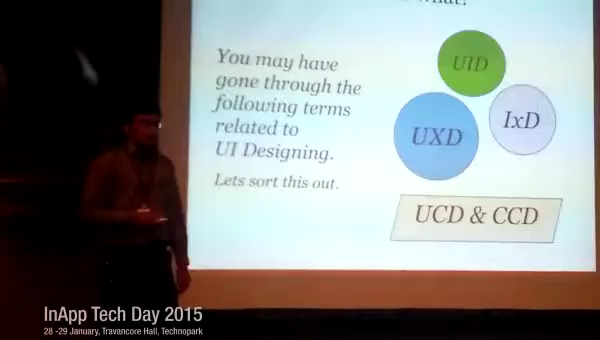 what?
You may have
gone through the
following terms
related to
UI Designing.
Lets sort this out.
UID
UXD
IxD
UCD & CCD
InApp Tech Day 2015
28 -29 January, Travancore Hall, Technopark